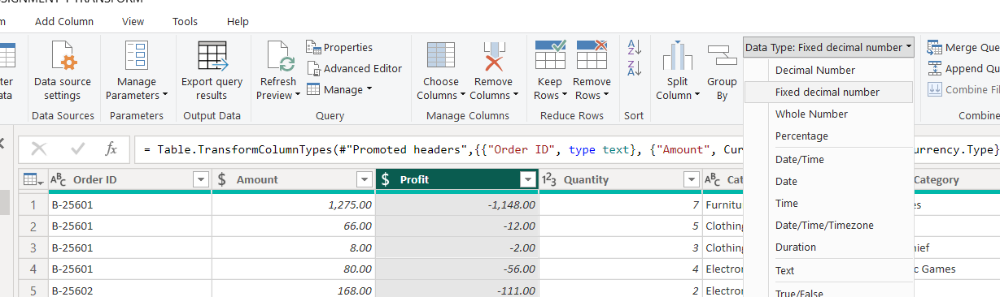 Add Column View Tools Help
Data source settings
Manage Parameters
Export query results
Refresh Preview
Properties
Advanced Editor
Manage
Choose Columns
Remove Columns
Keep Rows
Remove Rows
Split Column
Group By
Data Type: Fixed decimal number
Merge Que
Append Qu
Combine Fil
Data Sources Parameters Output Data Query Manage Columns Reduce Rows Sort Combine
Decimal Number
Fixed decimal number
Whole Number
Percentage
Date/Time
Date
Time
Date/Time/Timezone
Duration
Text
True/False
fx = Table.TransformColumnTypes(#"Promoted headers",{{"Order ID", type text}, {"Amount", Cur urrency.Type}
ABC Order ID $ Amount $ Profit 123 Quantity ABC Cat Category
1 B-25601 1,275.00 -1,148.00 7 Furnitu es
2 B-25601 66.00 -12.00 5 Clothing
3 B-25601 8.00 -2.00 3 Clothing hief
4 B-25601 80.00 -56.00 4 Electron c Games
5 B-25602 168.00 -111.00 2 Electron